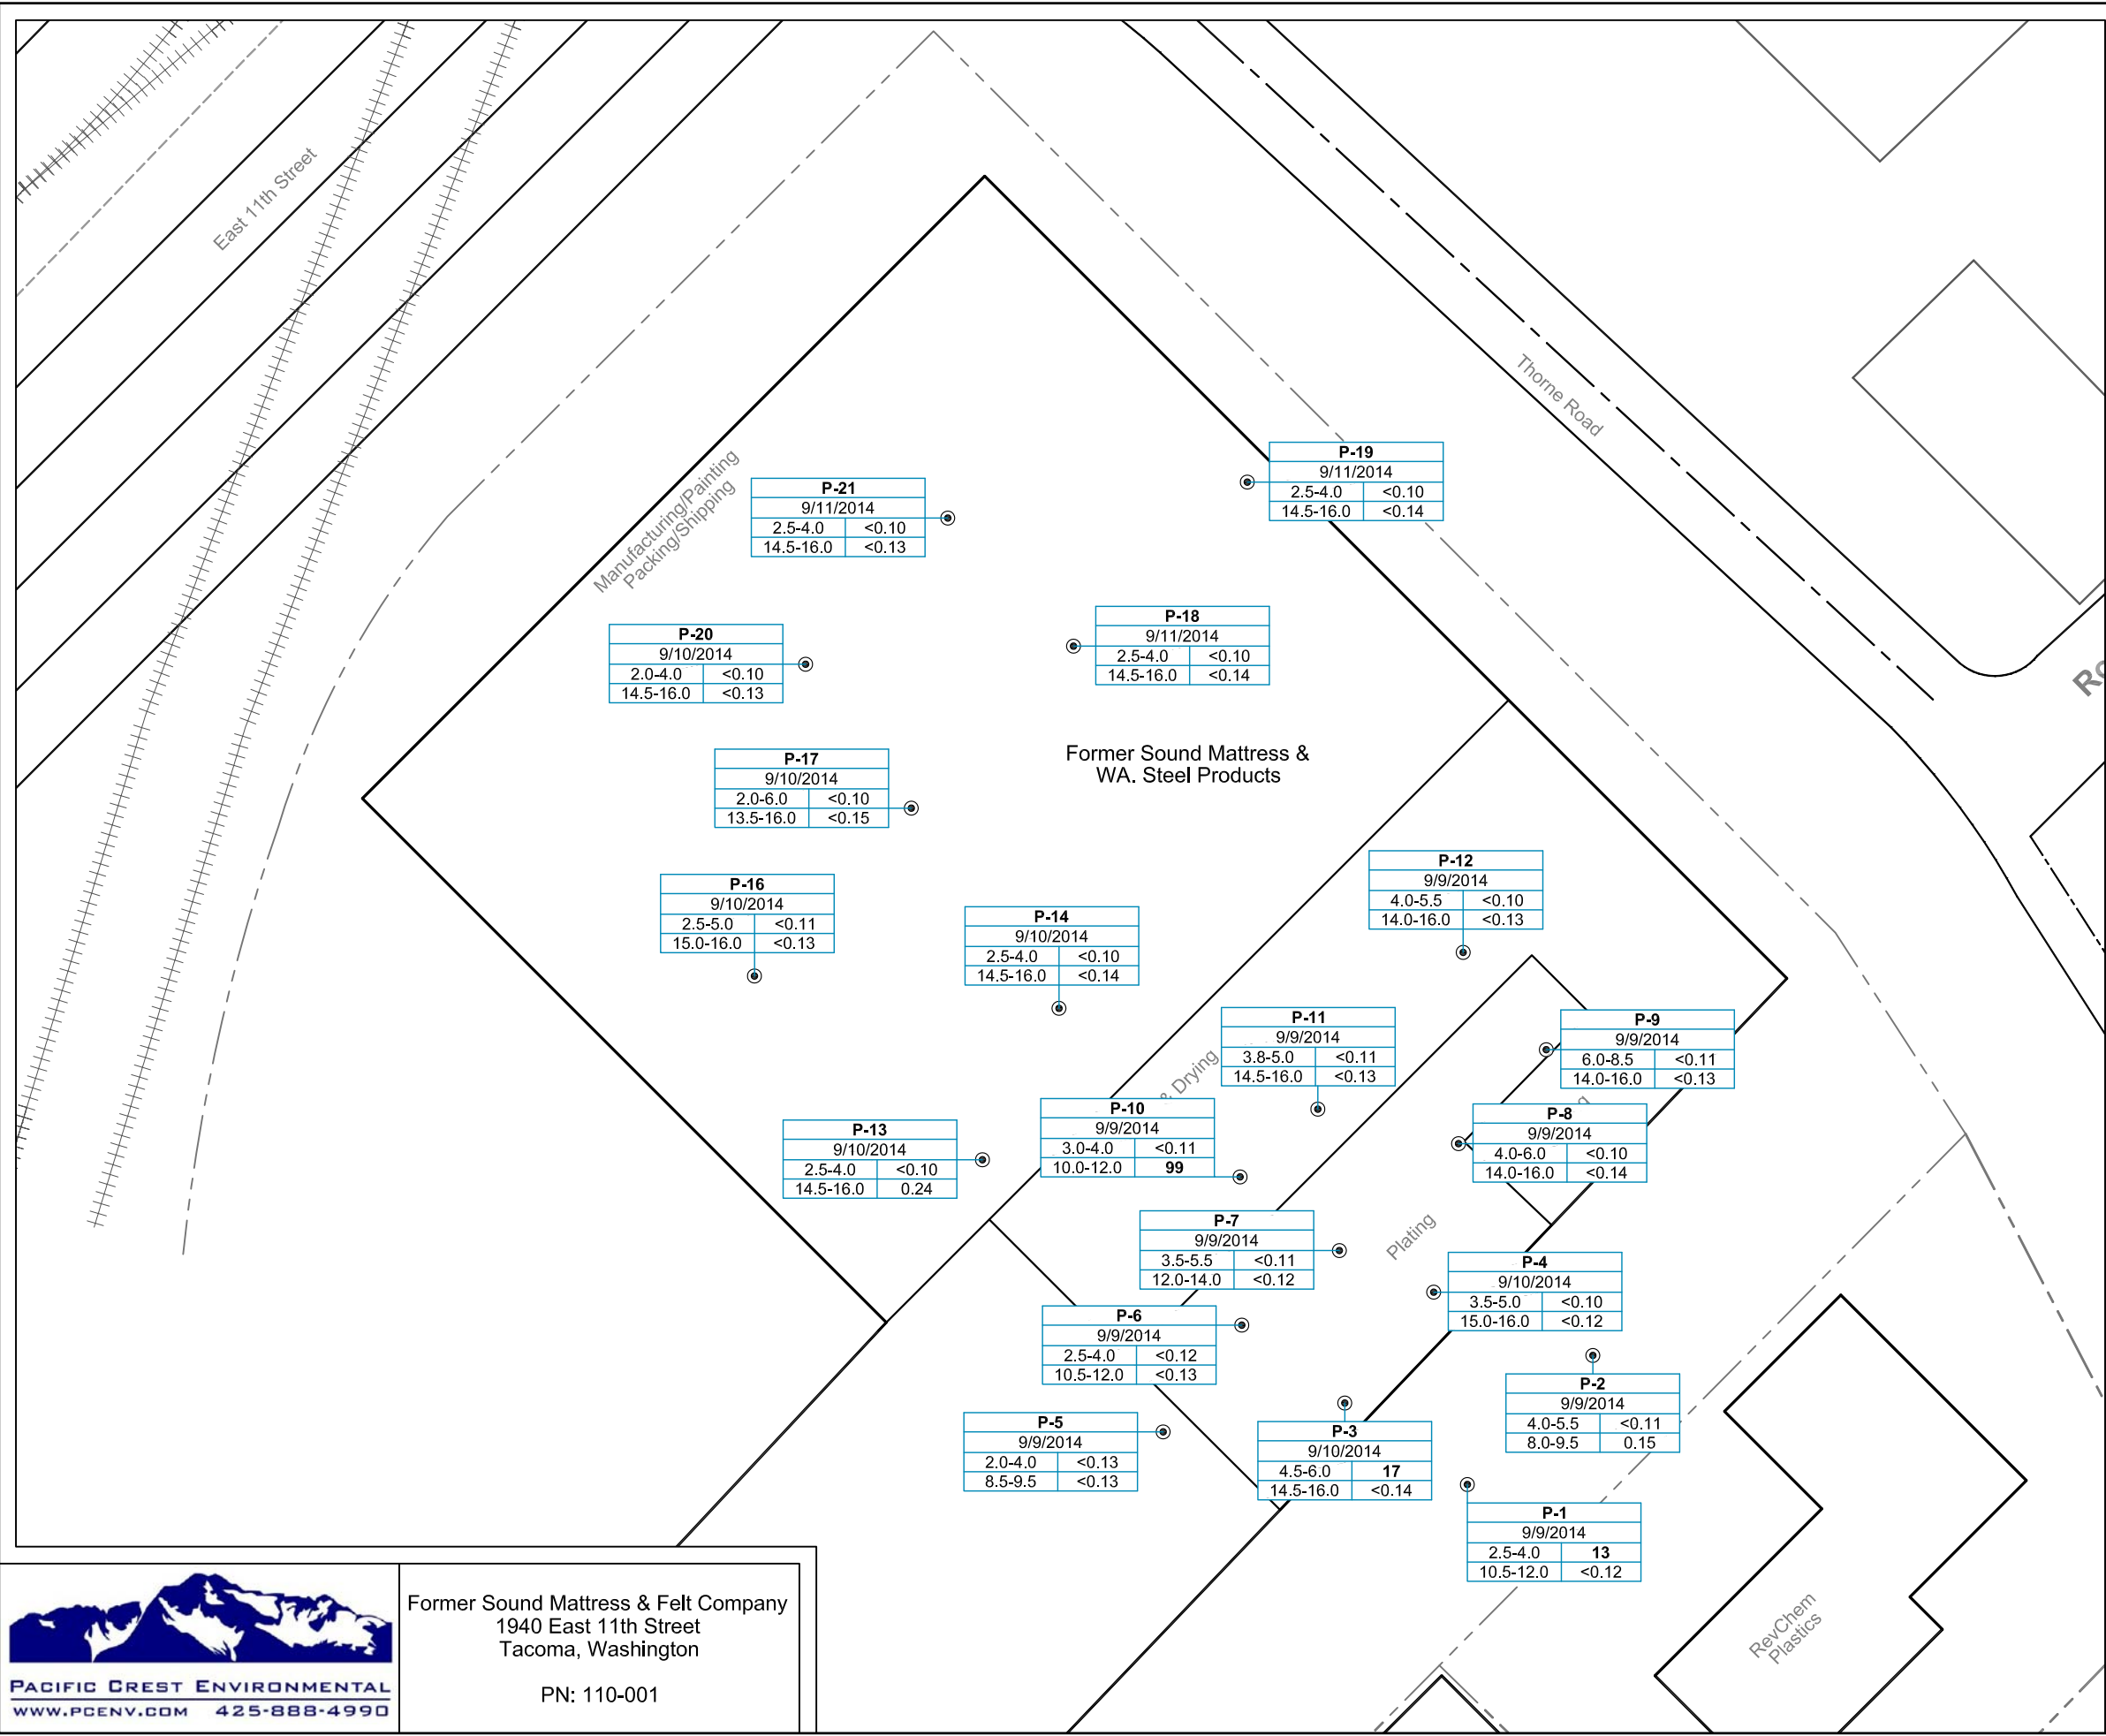 East 11th Street
Thorne Road
Manufacturing/Painting
Packing/Shipping
P-19
9/11/2014
2.5-4.0 <0.10
14.5-16.0 <0.14
P-21
9/11/2014
2.5-4.0 <0.10
14.5-16.0 <0.13
P-18
9/11/2014
2.5-4.0 <0.10
14.5-16.0 <0.14
P-20
9/10/2014
2.0-4.0 <0.10
14.5-16.0 <0.13
Former Sound Mattress &
WA. Steel Products
P-17
9/10/2014
2.0-6.0 <0.10
13.5-16.0 <0.15
P-12
9/9/2014
4.0-5.5 <0.10
14.0-16.0 <0.13
P-16
9/10/2014
2.5-5.0 <0.11
15.0-16.0 <0.13
P-14
9/10/2014
2.5-4.0 <0.10
14.5-16.0 <0.14
P-11
9/9/2014
3.8-5.0 <0.11
14.5-16.0 <0.13
P-9
9/9/2014
6.0-8.5 <0.11
14.0-16.0 <0.13
& Drying
P-10
9/9/2014
3.0-4.0 <0.11
10.0-12.0 99
P-8
9/9/2014
4.0-6.0 <0.10
14.0-16.0 <0.14
P-13
9/10/2014
2.5-4.0 <0.10
14.5-16.0 0.24
P-7
9/9/2014
3.5-5.5 <0.11
12.0-14.0 <0.12
Plating
P-4
9/10/2014
3.5-5.0 <0.10
15.0-16.0 <0.12
P-6
9/9/2014
2.5-4.0 <0.12
10.5-12.0 <0.13
P-2
9/9/2014
4.0-5.5 <0.11
8.0-9.5 0.15
P-5
9/9/2014
2.0-4.0 <0.13
8.5-9.5 <0.13
P-3
9/10/2014
4.5-6.0 17
14.5-16.0 <0.14
P-1
9/9/2014
2.5-4.0 13
10.5-12.0 <0.12
RevChem
Plastics
PACIFIC CREST ENVIRONMENTAL
WWW.PCENV.COM 425-888-4990
Former Sound Mattress & Felt Company
1940 East 11th Street
Tacoma, Washington
PN: 110-001